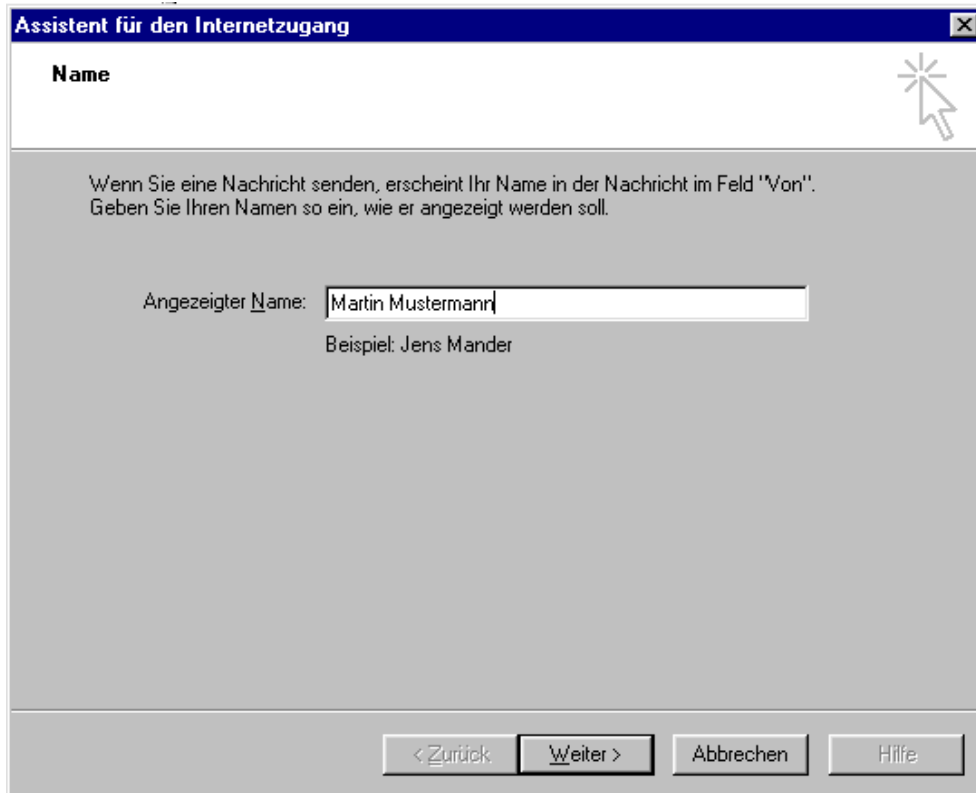 Assistent für den Internetzugang
Name
Wenn Sie eine Nachricht senden, erscheint Ihr Name in der Nachricht im Feld "Von".
Geben Sie Ihren Namen so ein, wie er angezeigt werden soll.
Angezeigter Name: Martin Mustermann
Beispiel: Jens Mander
< Zurück Weiter > Abbrechen Hilfe